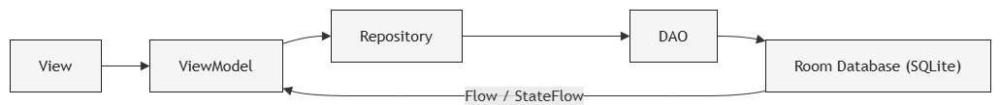 View
ViewModel
Repository
DAO
Room Database (SQLite)
Flow / StateFlow